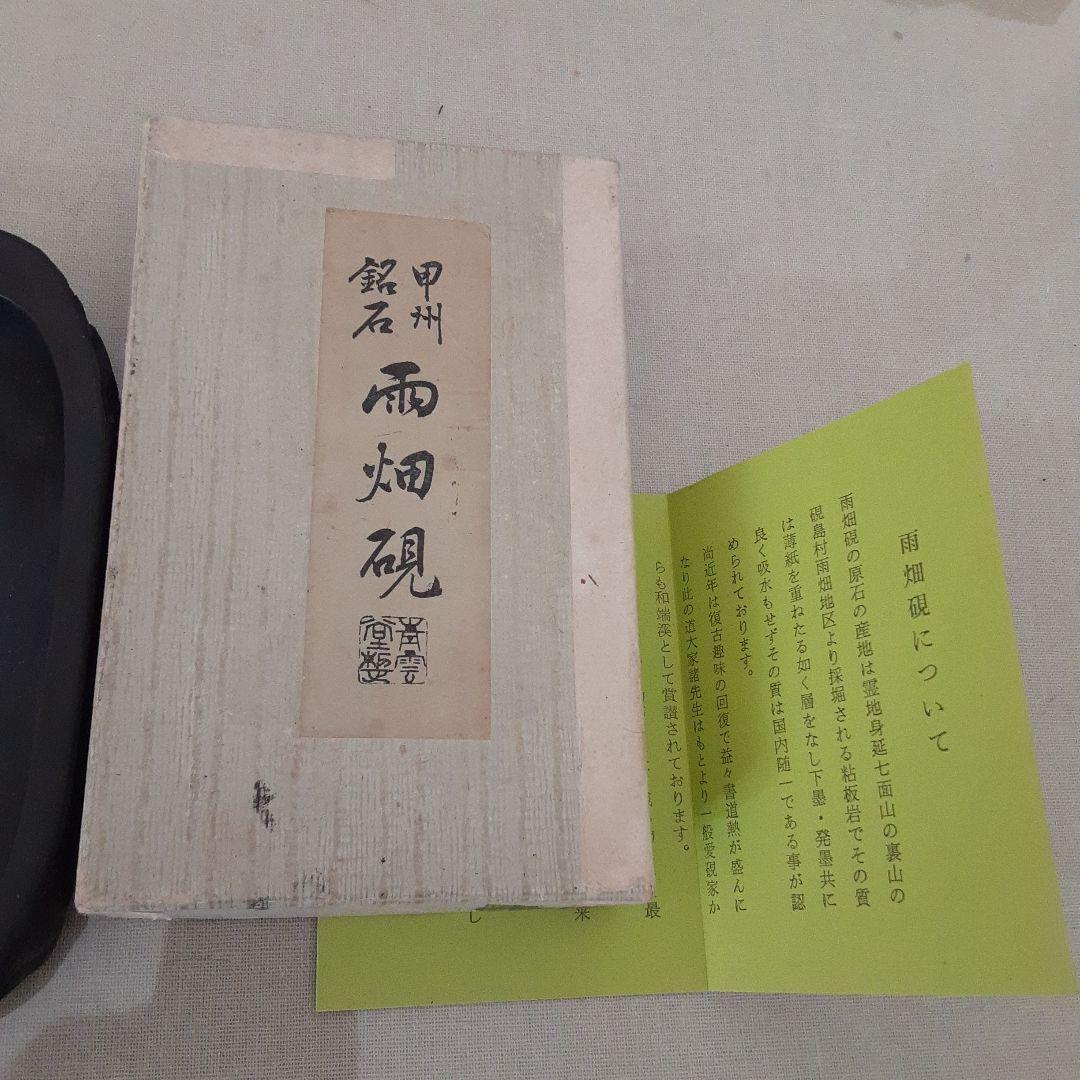 甲州
銘石
雨畑硯
青雲
堂製
雨畑硯について
雨畑硯の原石の産地は霊地身延七面山の裏山の
硯島村雨畑地区より採堀される粘板岩でその質
は薄紙を重ねたる如く層をなし下墨・発墨共に
良く吸水もせずその質は国内随一である事が認
められております。
尚近年は復古趣味の回復で益々書道熱が盛んに
なり此の道大家諸先生はもとより一般愛硯家か
らも和端渓として賞讃されております。
最
来
し